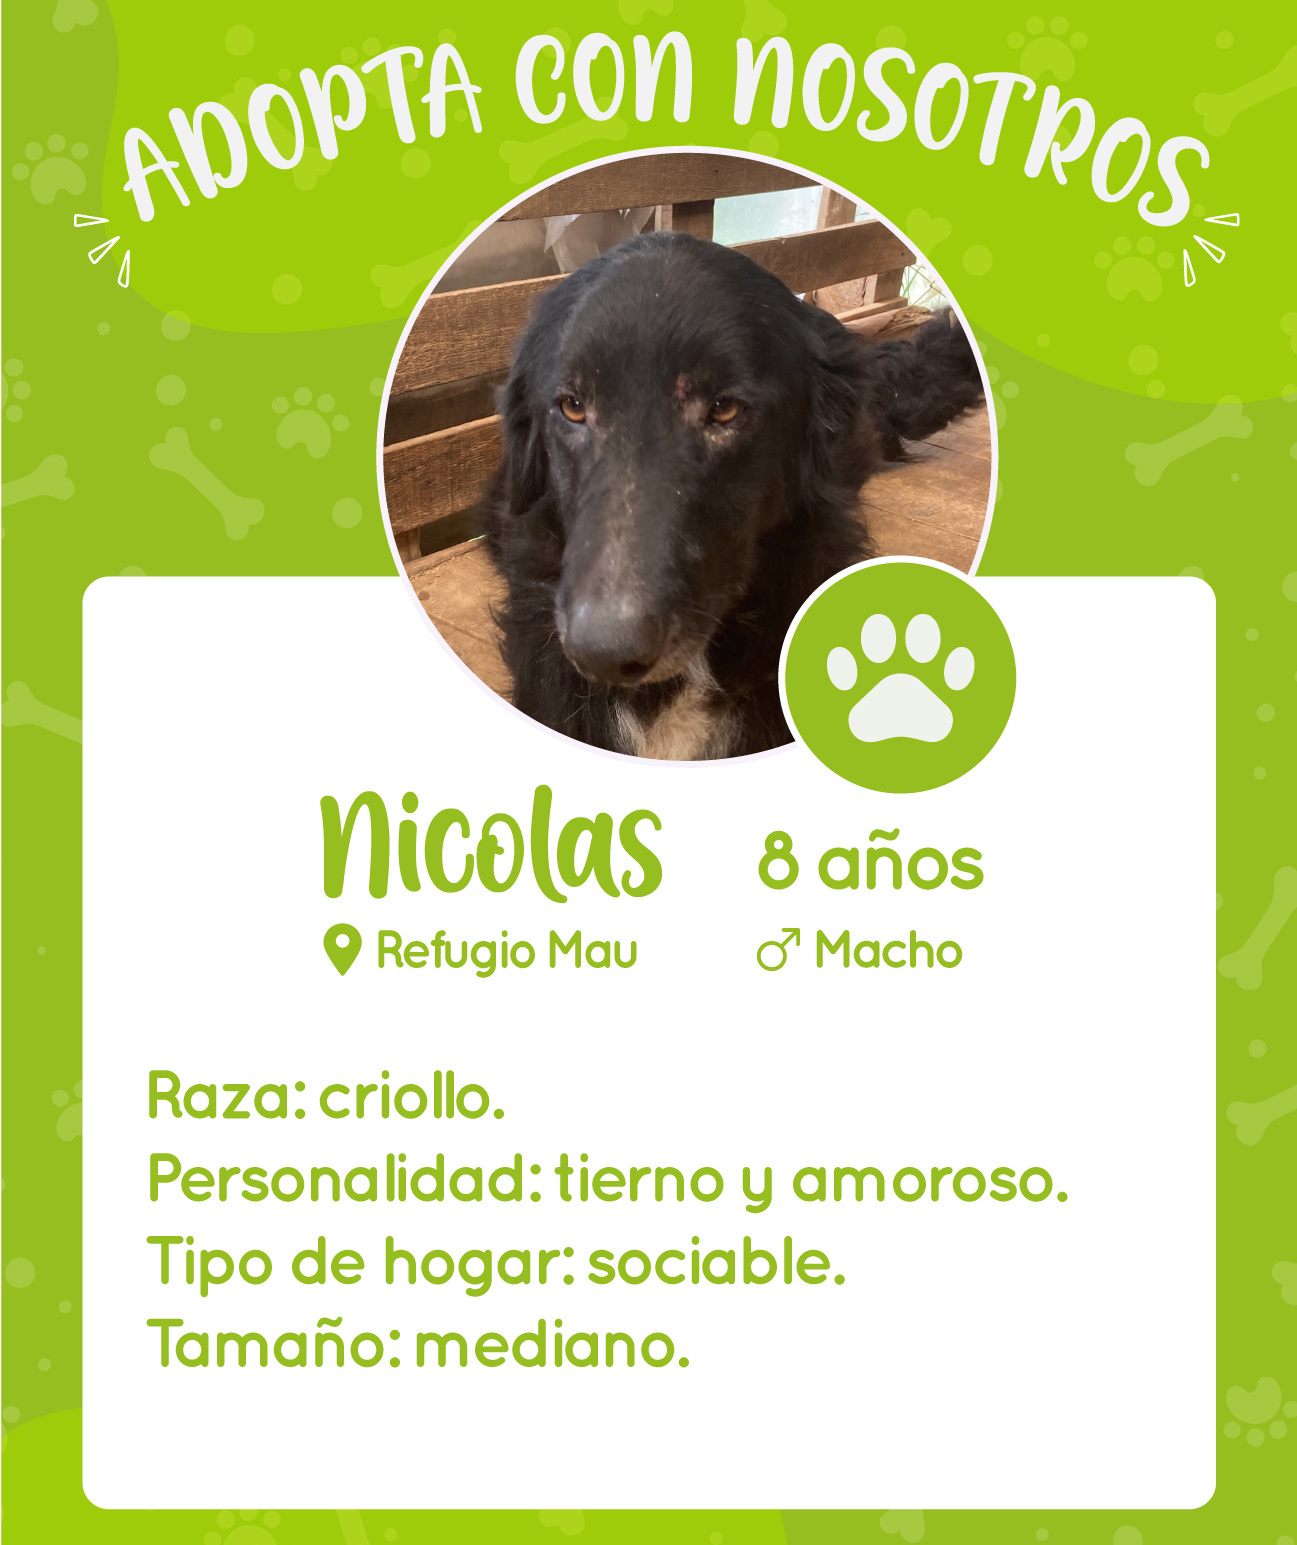 ADOPTA CON NOSOTROS
Nicolas
8 años
Refugio Mau
Macho
Raza: criollo.
Personalidad: tierno y amoroso.
Tipo de hogar: sociable.
Tamaño: mediano.